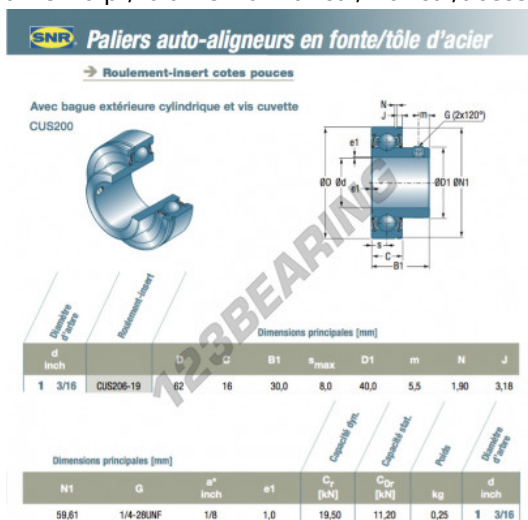 SNR Paliers auto-aligneurs en fonte/tôle d'acier
Roulement-insert cotes pouces
Avec bague extérieure cylindrique et vis cuvette
CUS200
N
J
m
G (2x120°)
e1
ØD Ød
e1
ØD1 ØN1
s
C
B1
123BEARING
Diamètre d'arbre
Roulement-insert
Dimensions principales [mm]
d inch D C B1 smax D1 m N J
1 3/16 CUS206-19 62 16 30,0 8,0 40,0 5,5 1,90 3,18
Capacité dyn.
Capacité stat.
Poids
Diamètre d'arbre
Dimensions principales [mm]
N1 G a* inch e1 Cr [kN] C0r [kN] kg d inch
59,61 1/4-28UNF 1/8 1,0 19,50 11,20 0,25 1 3/16